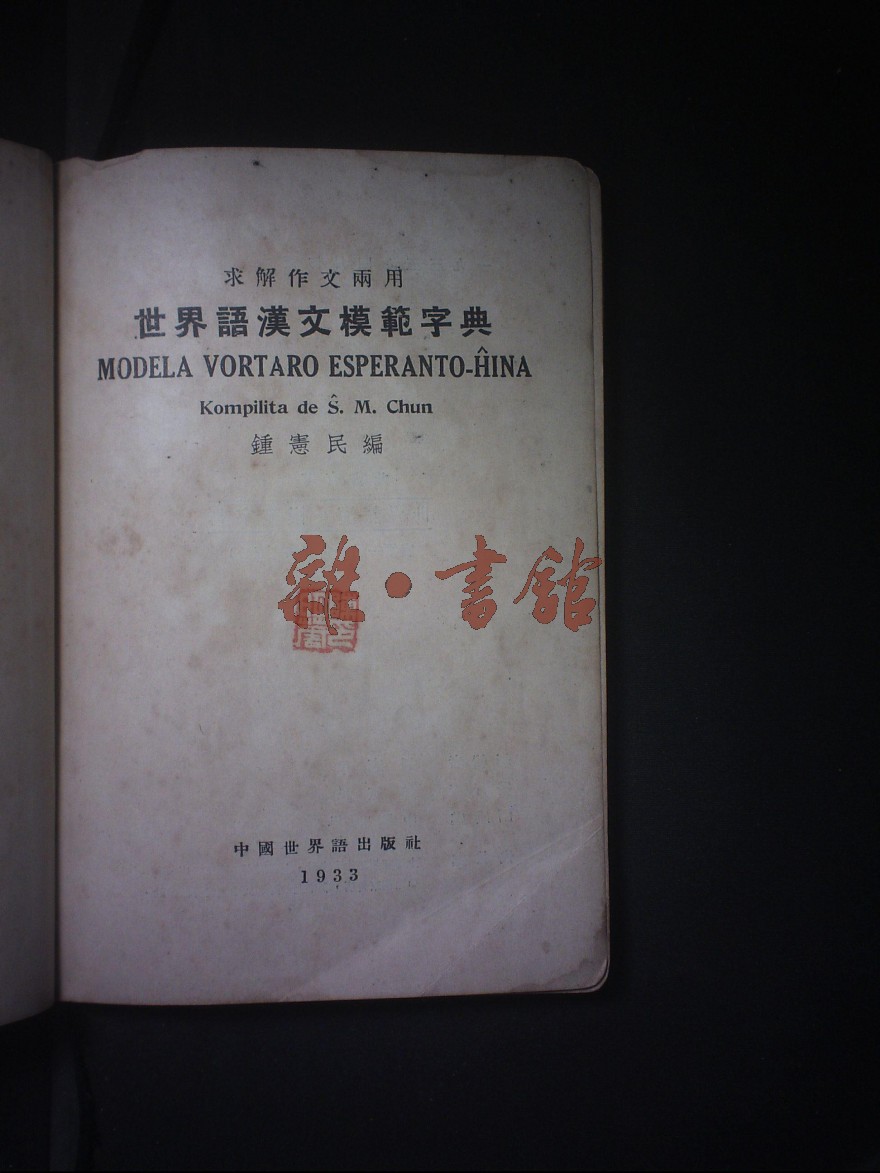 求解作文兩用
世界語漢文模範字典
MODELA VORTARO ESPERANTO-ĤINA
Kompilita de Ŝ. M. Chun
鍾憲民編
雜·書館
中國世界語出版社
1933